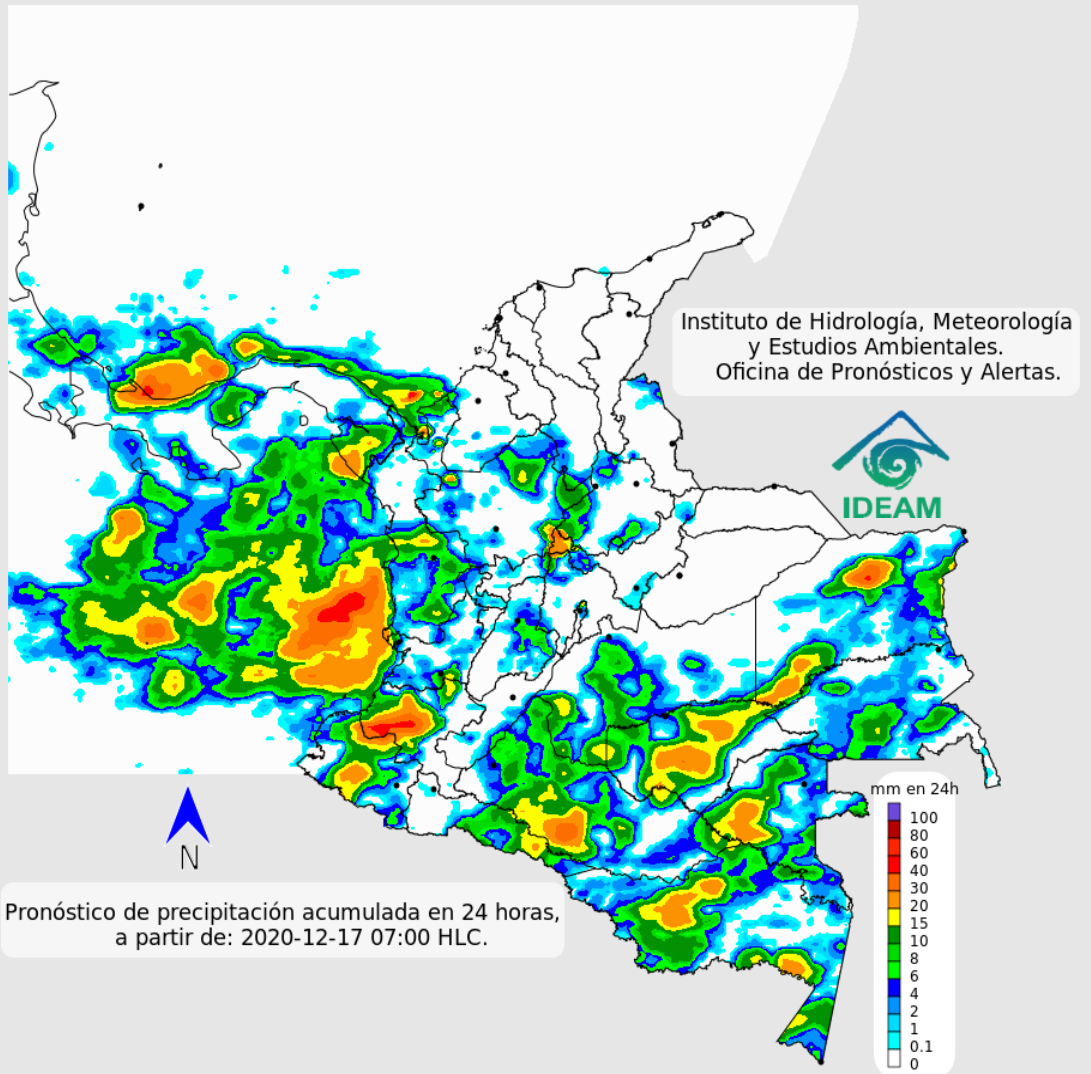 Instituto de Hidrología, Meteorología
y Estudios Ambientales.
Oficina de Pronósticos y Alertas.
IDEAM
mm en 24h
100
80
60
40
30
20
15
10
8
6
4
2
1
0.1
0
N
Pronóstico de precipitación acumulada en 24 horas,
a partir de: 2020-12-17 07:00 HLC.